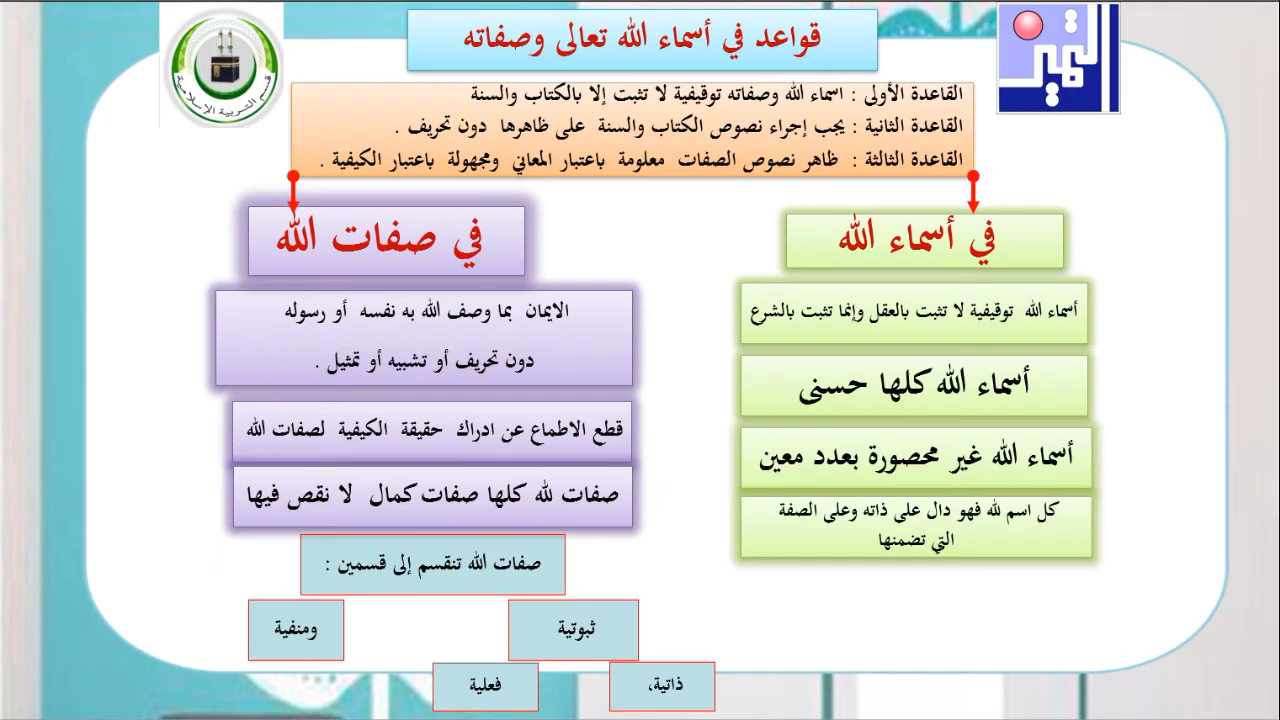 قواعد في أسماء الله تعالى وصفاته
التميز
قسم التربية الإسلامية
القاعدة الأولى : اسماء الله وصفاته توقيفية لا تثبت إلا بالكتاب والسنة
القاعدة الثانية : يجب إجراء نصوص الكتاب والسنة على ظاهرها دون تحريف .
القاعدة الثالثة : ظاهر نصوص الصفات معلومة باعتبار المعاني ومجهولة باعتبار الكيفية .
في أسماء الله
أسماء الله توقيفية لا تثبت بالعقل وإنما تثبت بالشرع
أسماء الله كلها حسنى
أسماء الله غير محصورة بعدد معين
كل اسم لله فهو دال على ذاته وعلى الصفة
التي تضمنها
في صفات الله
الايمان بما وصف الله به نفسه أو رسوله
دون تحريف أو تشبيه أو تمثيل .
قطع الاطماع عن ادراك حقيقة الكيفية لصفات الله
صفات لله كلها صفات كمال لا نقص فيها
صفات الله تنقسم إلى قسمين :
ثبوتية
ومنفية
ذاتية،
فعلية